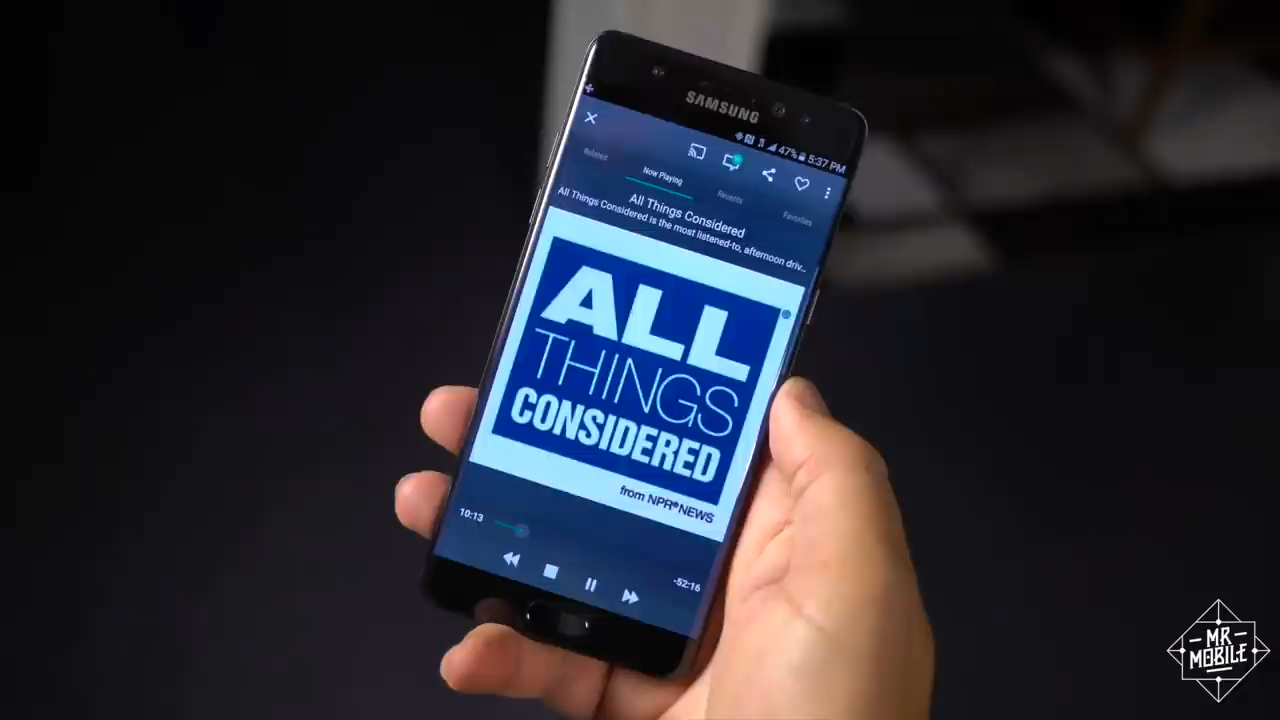 SAMSUNG
47% 5:37 PM
Related
Now Playing
Recents
Favorites
All Things Considered
All Things Considered is the most listened-to, afternoon driv...
ALL
THINGS
CONSIDERED
®
from NPR® NEWS
10:13
-52:16
MR
MOBILE